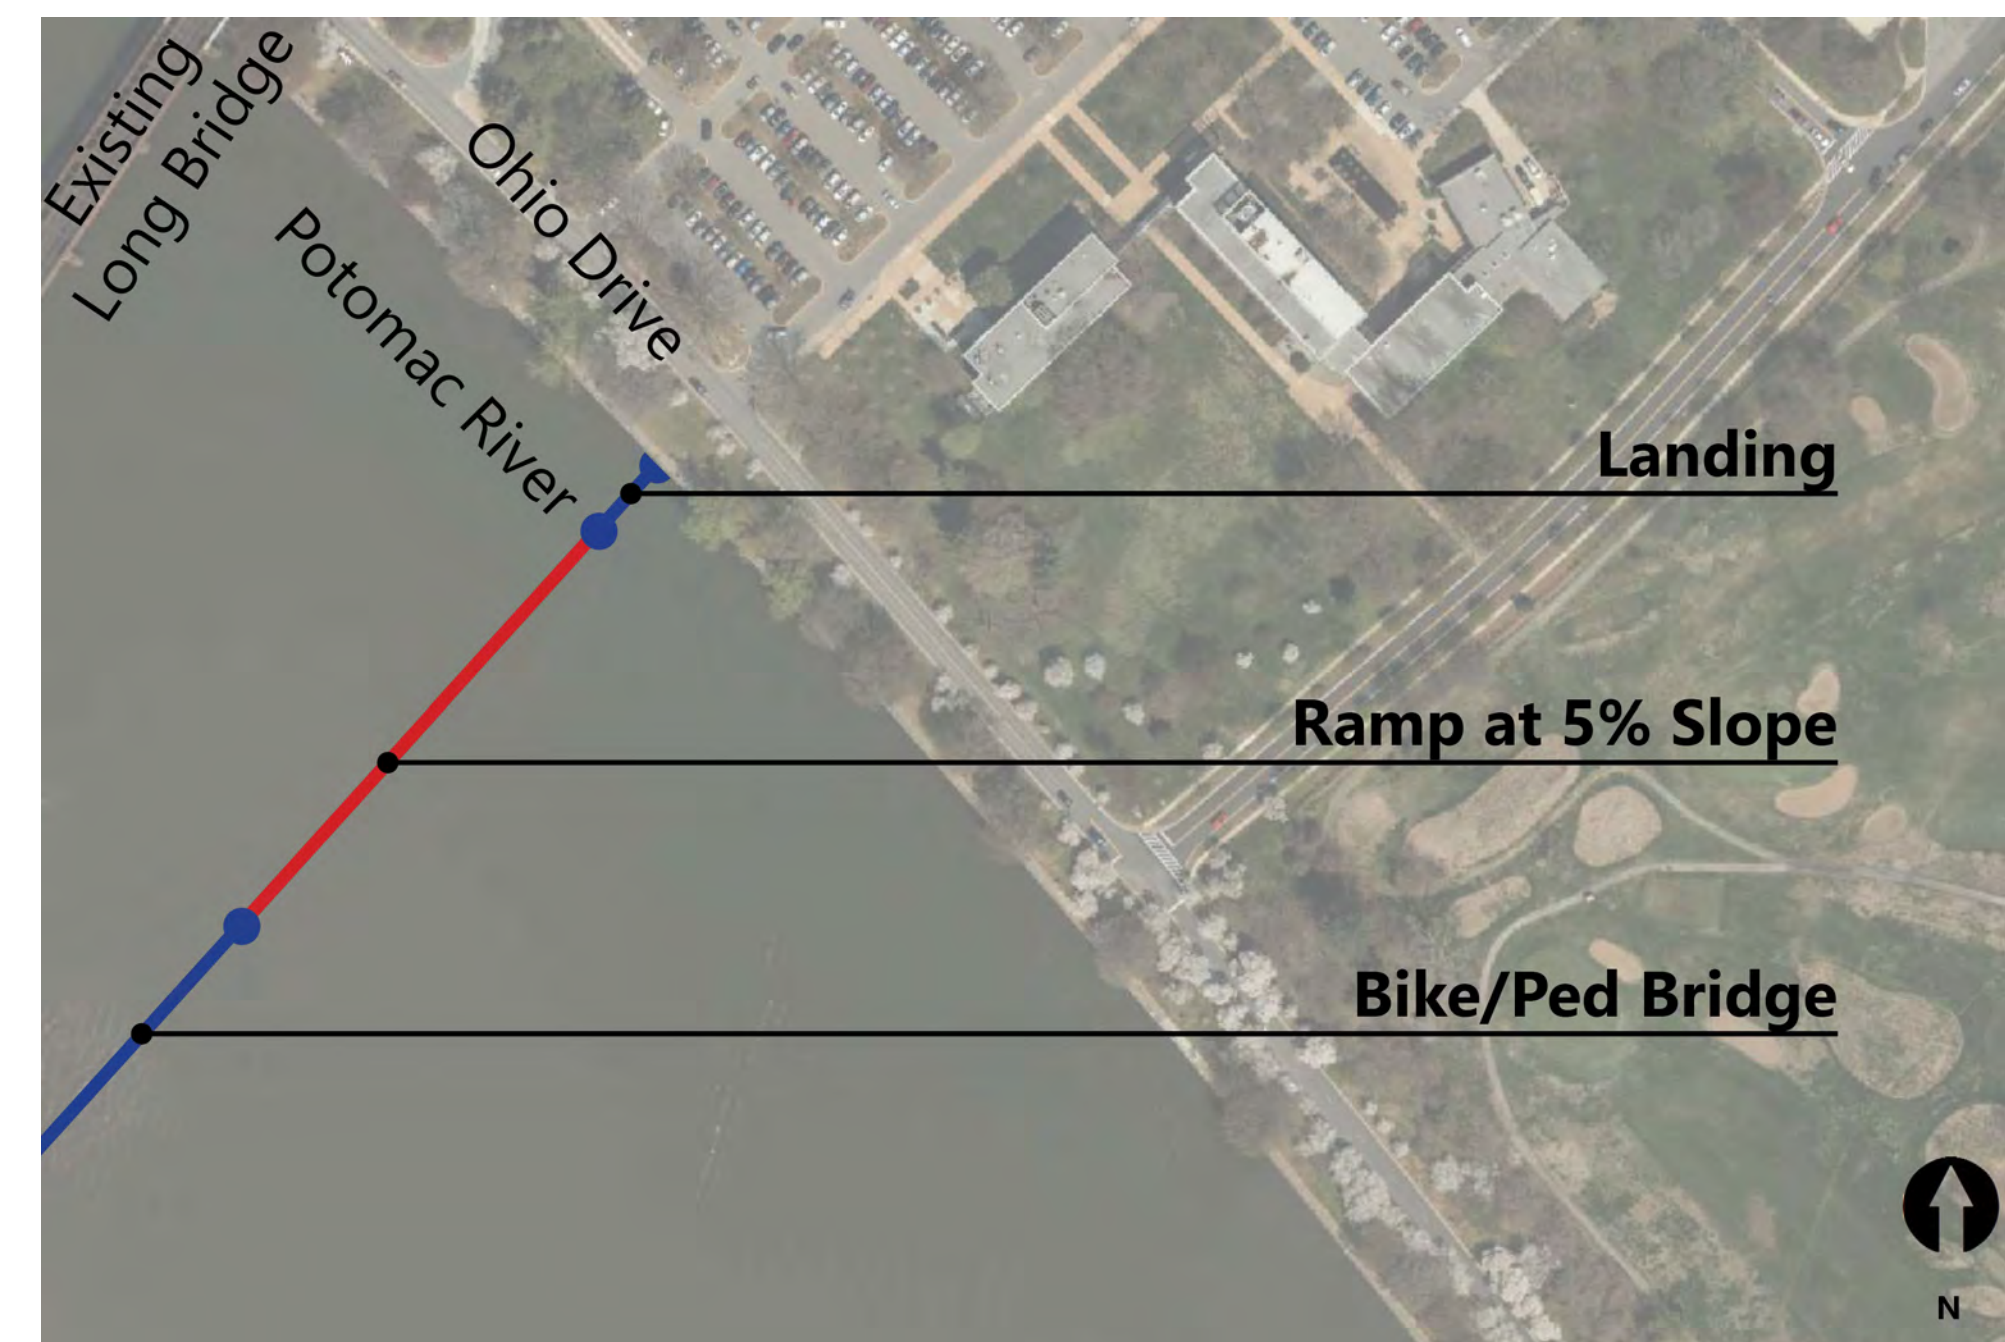 Existing
Long Bridge
Ohio Drive
Potomac River
Landing
Ramp at 5% Slope
Bike/Ped Bridge
N